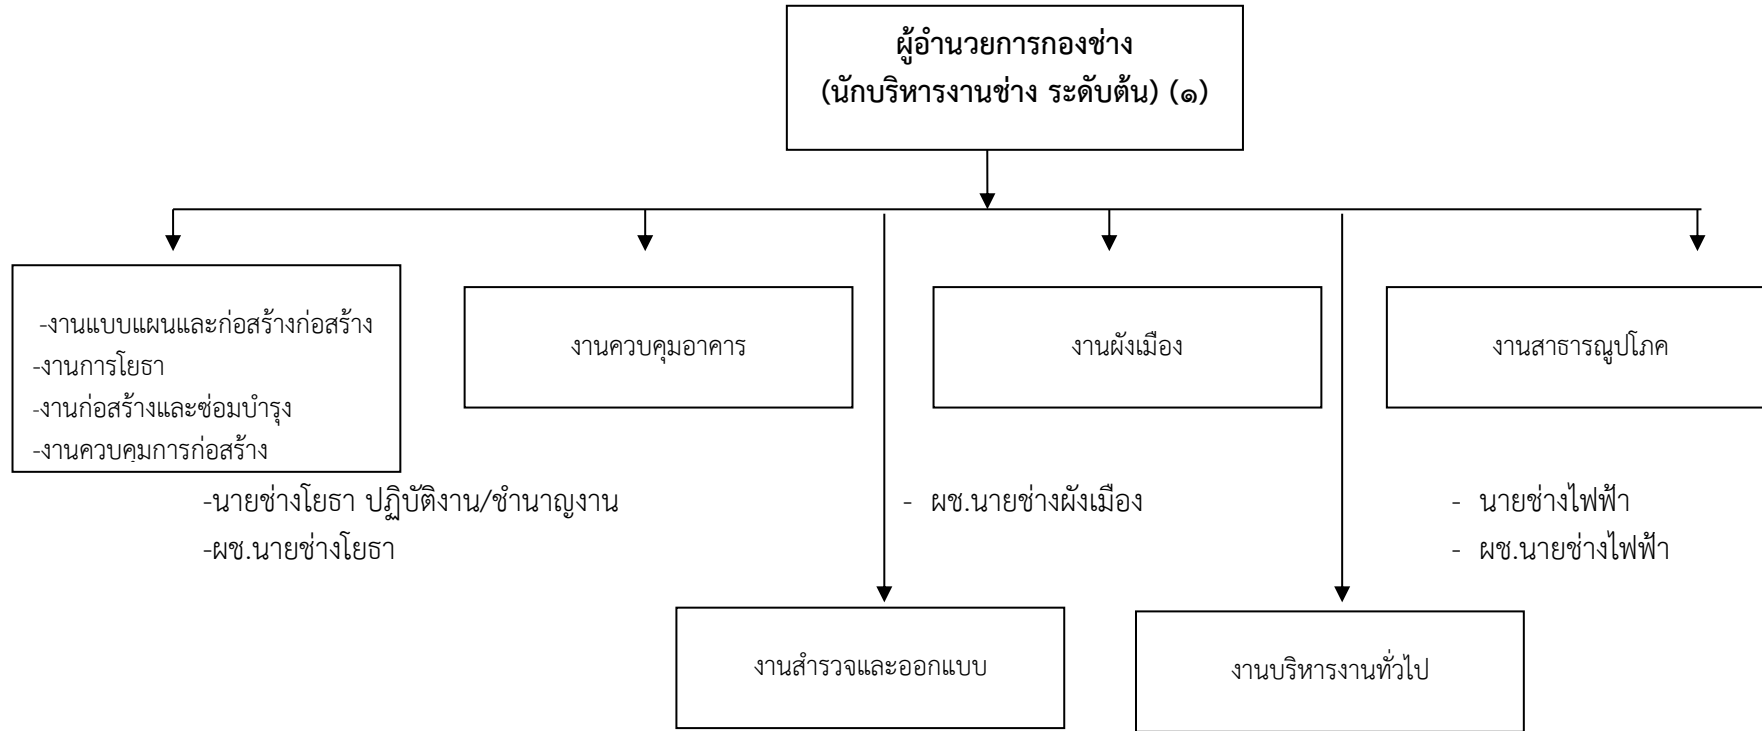 ผู้อำนวยการกองช่าง
(นักบริหารงานช่าง ระดับต้น) (๑)
-งานแบบแผนและก่อสร้างก่อสร้าง
-งานการโยธา
-งานก่อสร้างและซ่อมบำรุง
-งานควบคุมการก่อสร้าง
งานควบคุมอาคาร
งานผังเมือง
งานสาธารณูปโภค
-นายช่างโยธา ปฏิบัติงาน/ชำนาญงาน
-ผช.นายช่างโยธา
- ผช.นายช่างผังเมือง
- นายช่างไฟฟ้า
- ผช.นายช่างไฟฟ้า
งานสำรวจและออกแบบ
งานบริหารงานทั่วไป